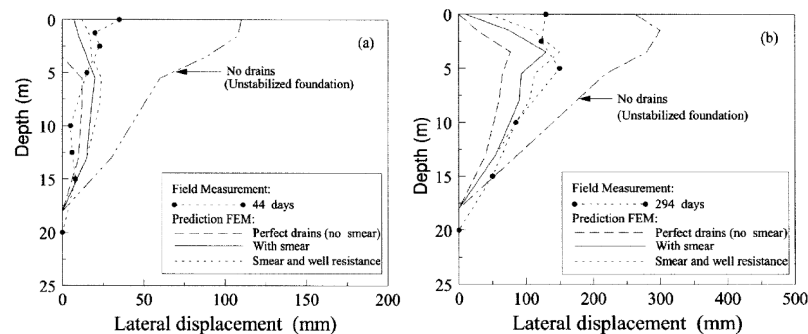 (a)
0
5
10
15
20
25
Depth (m)
No drains
(Unstabilized foundation)
Field Measurement:
44 days
Prediction FEM:
Perfect drains (no smear)
With smear
Smear and well resistance
0 50 100 150 200
Lateral displacement (mm)
(b)
0
5
10
15
20
25
Depth (m)
No drains
(Unstabilized foundation)
Field Measurement:
294 days
Prediction FEM:
Perfect drains (no smear)
With smear
Smear and well resistance
0 100 200 300 400 500
Lateral displacement (mm)